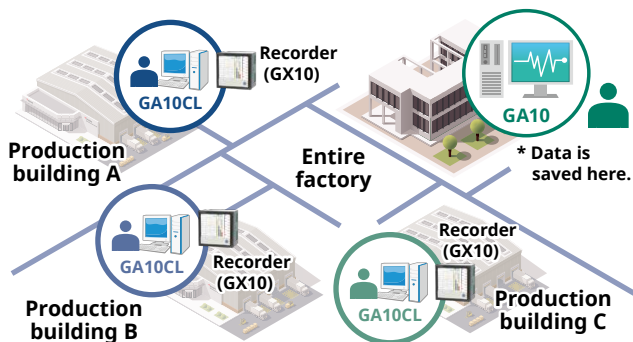 Recorder
(GX10)
GA10CL
Production
building A
GA10
* Data is
saved here.
Entire
factory
GA10CL
Recorder
(GX10)
Production
building B
Recorder
(GX10)
GA10CL
Production
building C